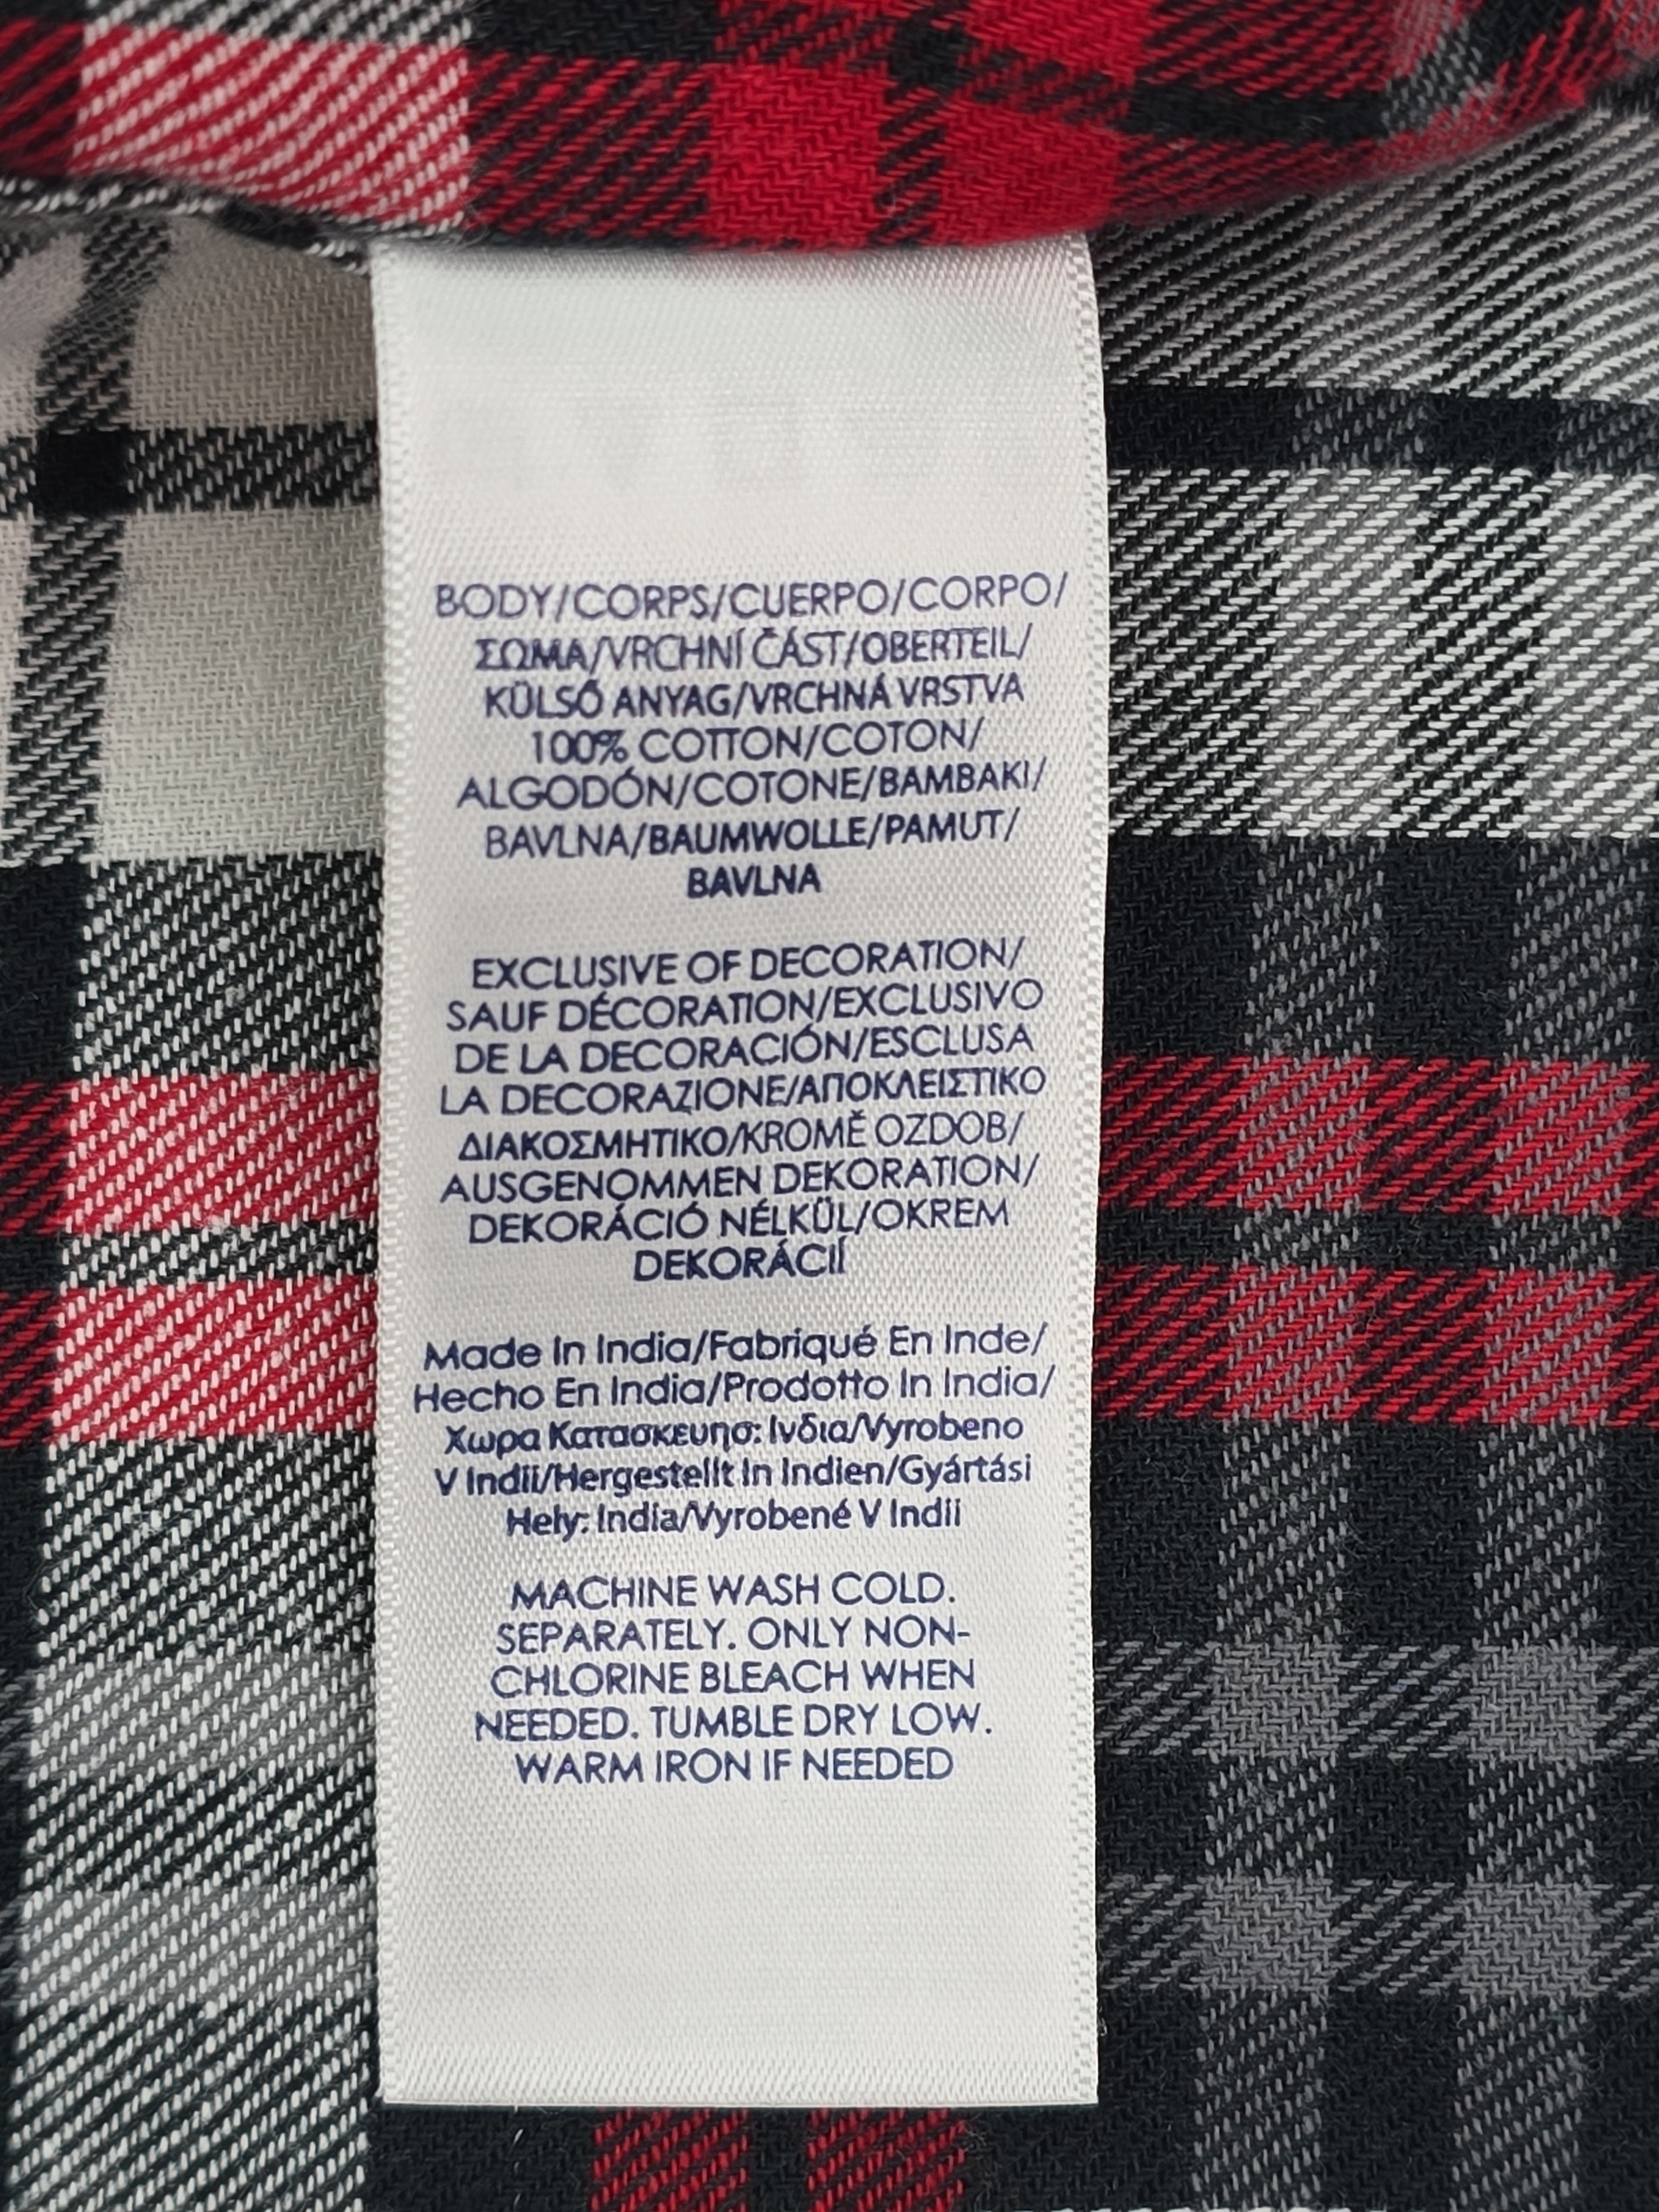 BODY/CORPS/CUERPO/CORPO/
ΣΩΜΑ/VRCHNÍ ČÁST/OBERTEIL/
KÜLSŐ ANYAG/VRCHNÁ VRSTVA
100% COTTON/COTON/
ALGODÓN/COTONE/BAMBAKI/
BAVLNA/BAUMWOLLE/PAMUT/
BAVLNA
EXCLUSIVE OF DECORATION/
SAUF DÉCORATION/EXCLUSIVO
DE LA DECORACIÓN/ESCLUSA
LA DECORAZIONE/ΑΠΟΚΛΕΙΣΤΙΚΟ
ΔΙΑΚΟΣΜΗΤΙΚΟ/KROMĚ OZDOB/
AUSGENOMMEN DEKORATION/
DEKORÁCIÓ NÉLKÜL/OKREM
DEKORÁCIÍ
Made In India/Fabriqué En Inde/
Hecho En India/Prodotto In India/
Χωρα Κατασκευησ: Ινδια/Vyrobeno
V Indii/Hergestellt In Indien/Gyártási
Hely: India/Vyrobené V Indii
MACHINE WASH COLD.
SEPARATELY. ONLY NON-
CHLORINE BLEACH WHEN
NEEDED. TUMBLE DRY LOW.
WARM IRON IF NEEDED